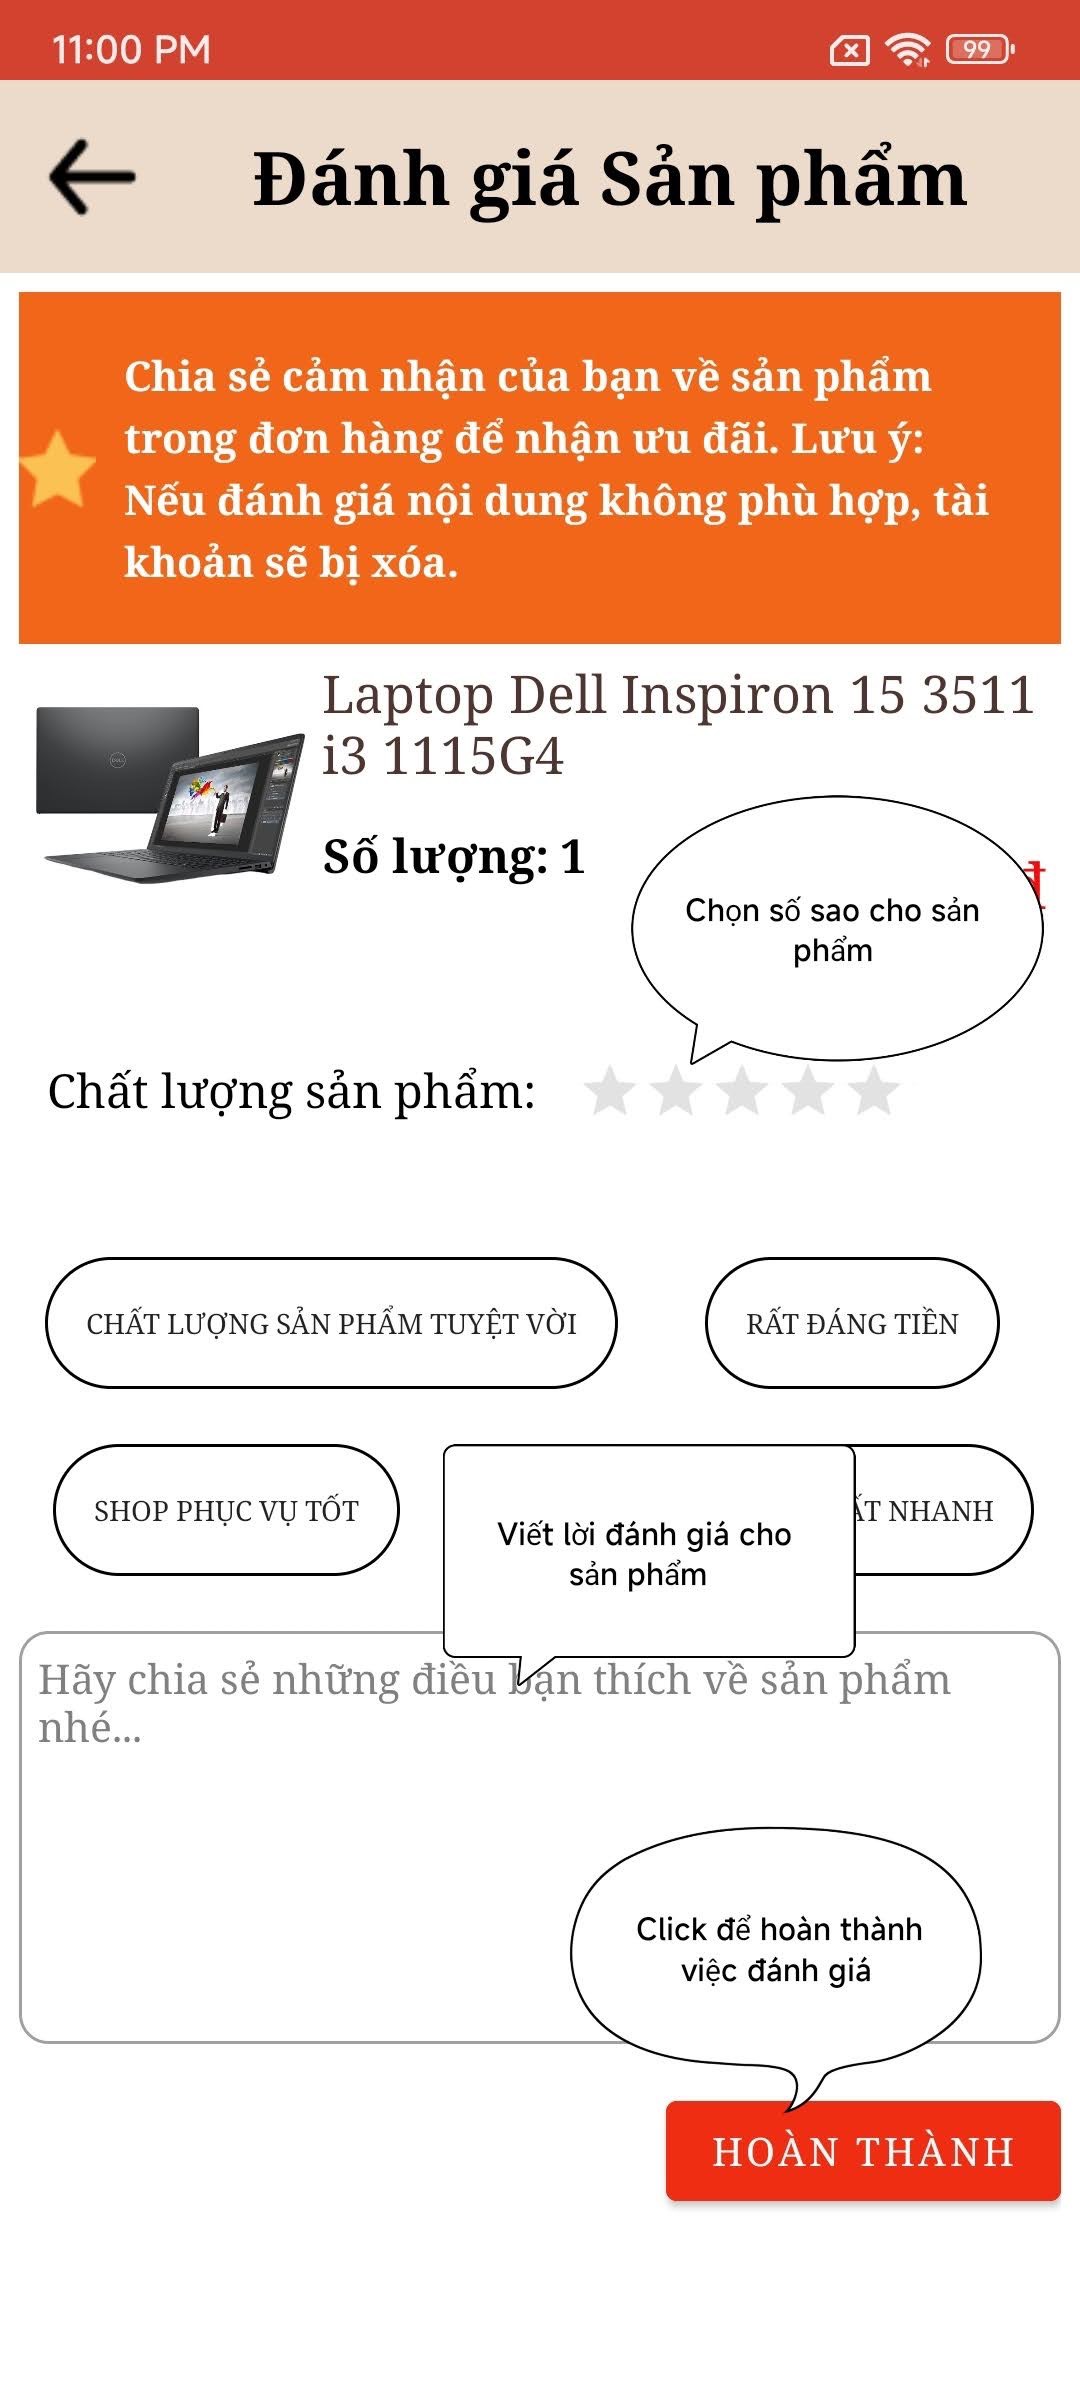 11:00 PM
99
Đánh giá Sản phẩm
Chia sẻ cảm nhận của bạn về sản phẩm
trong đơn hàng để nhận ưu đãi. Lưu ý:
Nếu đánh giá nội dung không phù hợp, tài
khoản sẽ bị xóa.
Laptop Dell Inspiron 15 3511
i3 1115G4
Số lượng: 1
đ
Chọn số sao cho sản
phẩm
Chất lượng sản phẩm:
CHẤT LƯỢNG SẢN PHẨM TUYỆT VỜI
RẤT ĐÁNG TIỀN
SHOP PHỤC VỤ TỐT
NHANH
Viết lời đánh giá cho
sản phẩm
Hãy chia sẻ những điều bạn thích về sản phẩm
nhé...
Click để hoàn thành
việc đánh giá
HOÀN THÀNH